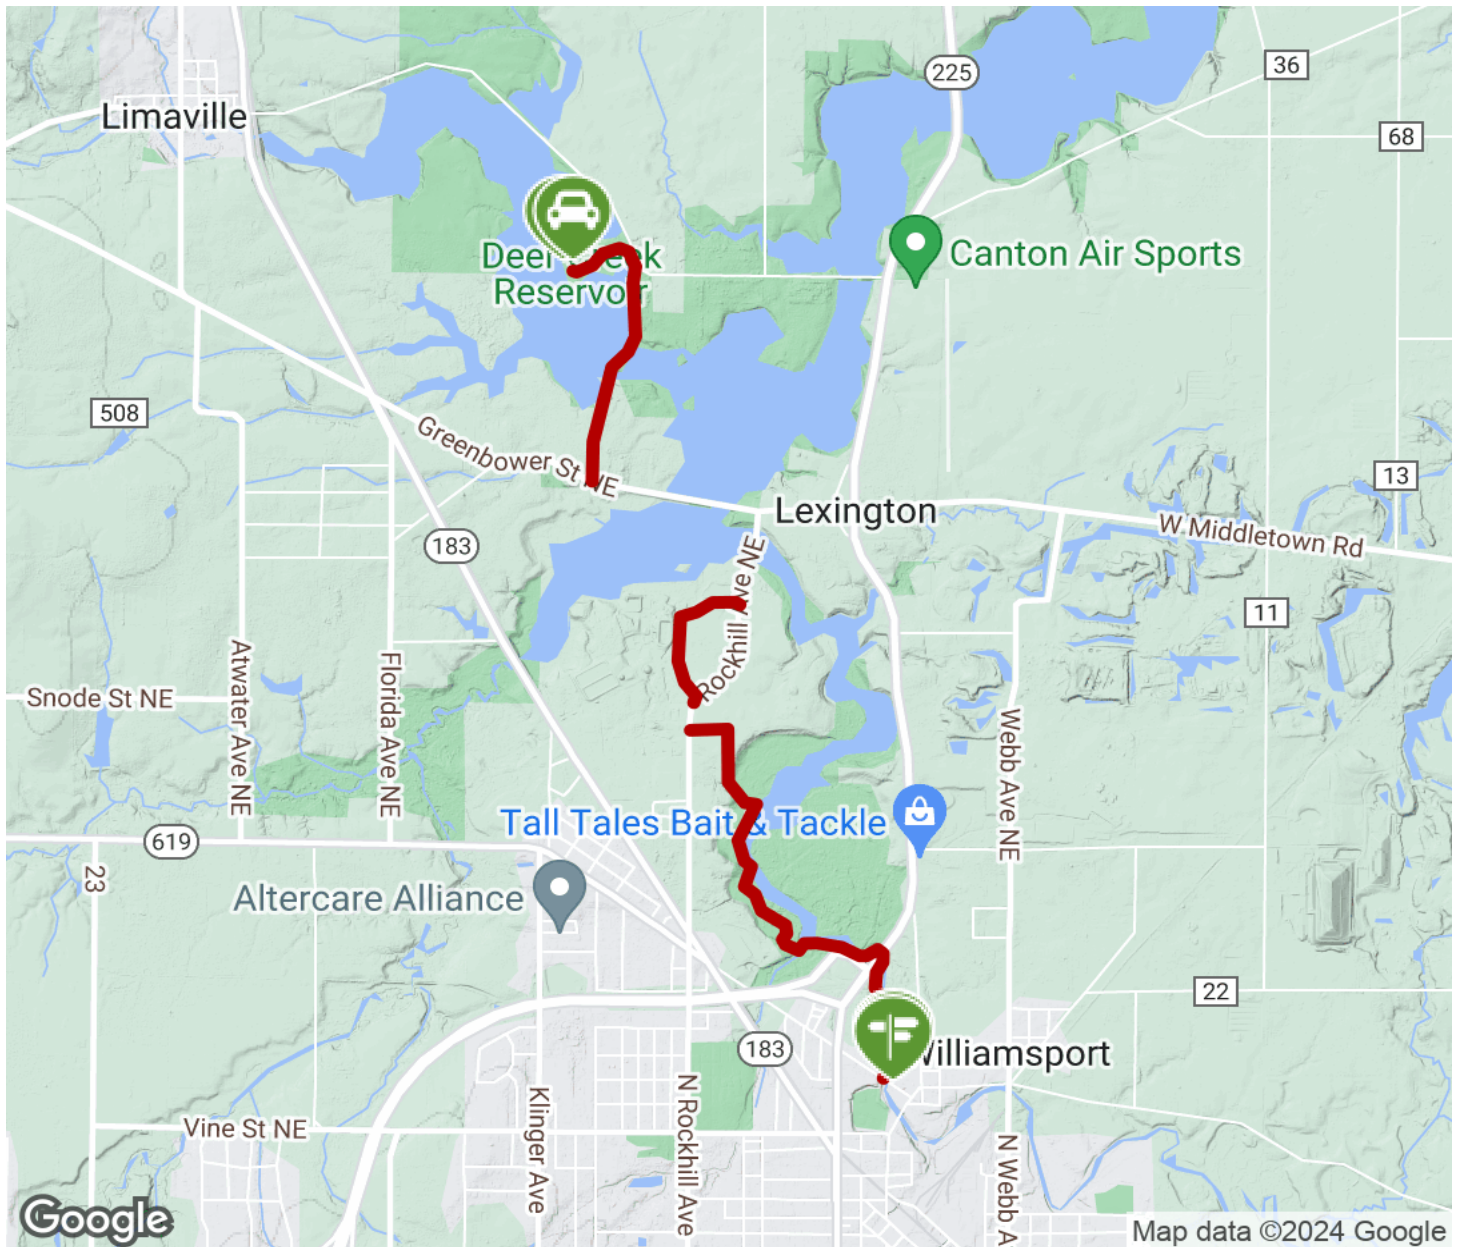 225
36
Limaville
68
Deer Creek
Reservoir
Canton Air Sports
508
Greenbower St NE
13
Lexington
W Middletown Rd
183
Rockhill Ave NE
11
Snode St NE
Atwater Ave NE
Florida Ave NE
Webb Ave NE
Tall Tales Bait & Tackle
619
23
Altercare Alliance
22
183
Williamsport
Klinger Ave
N Rockhill Ave
Vine St NE
N Webb A
Google
Map data ©2024 Google